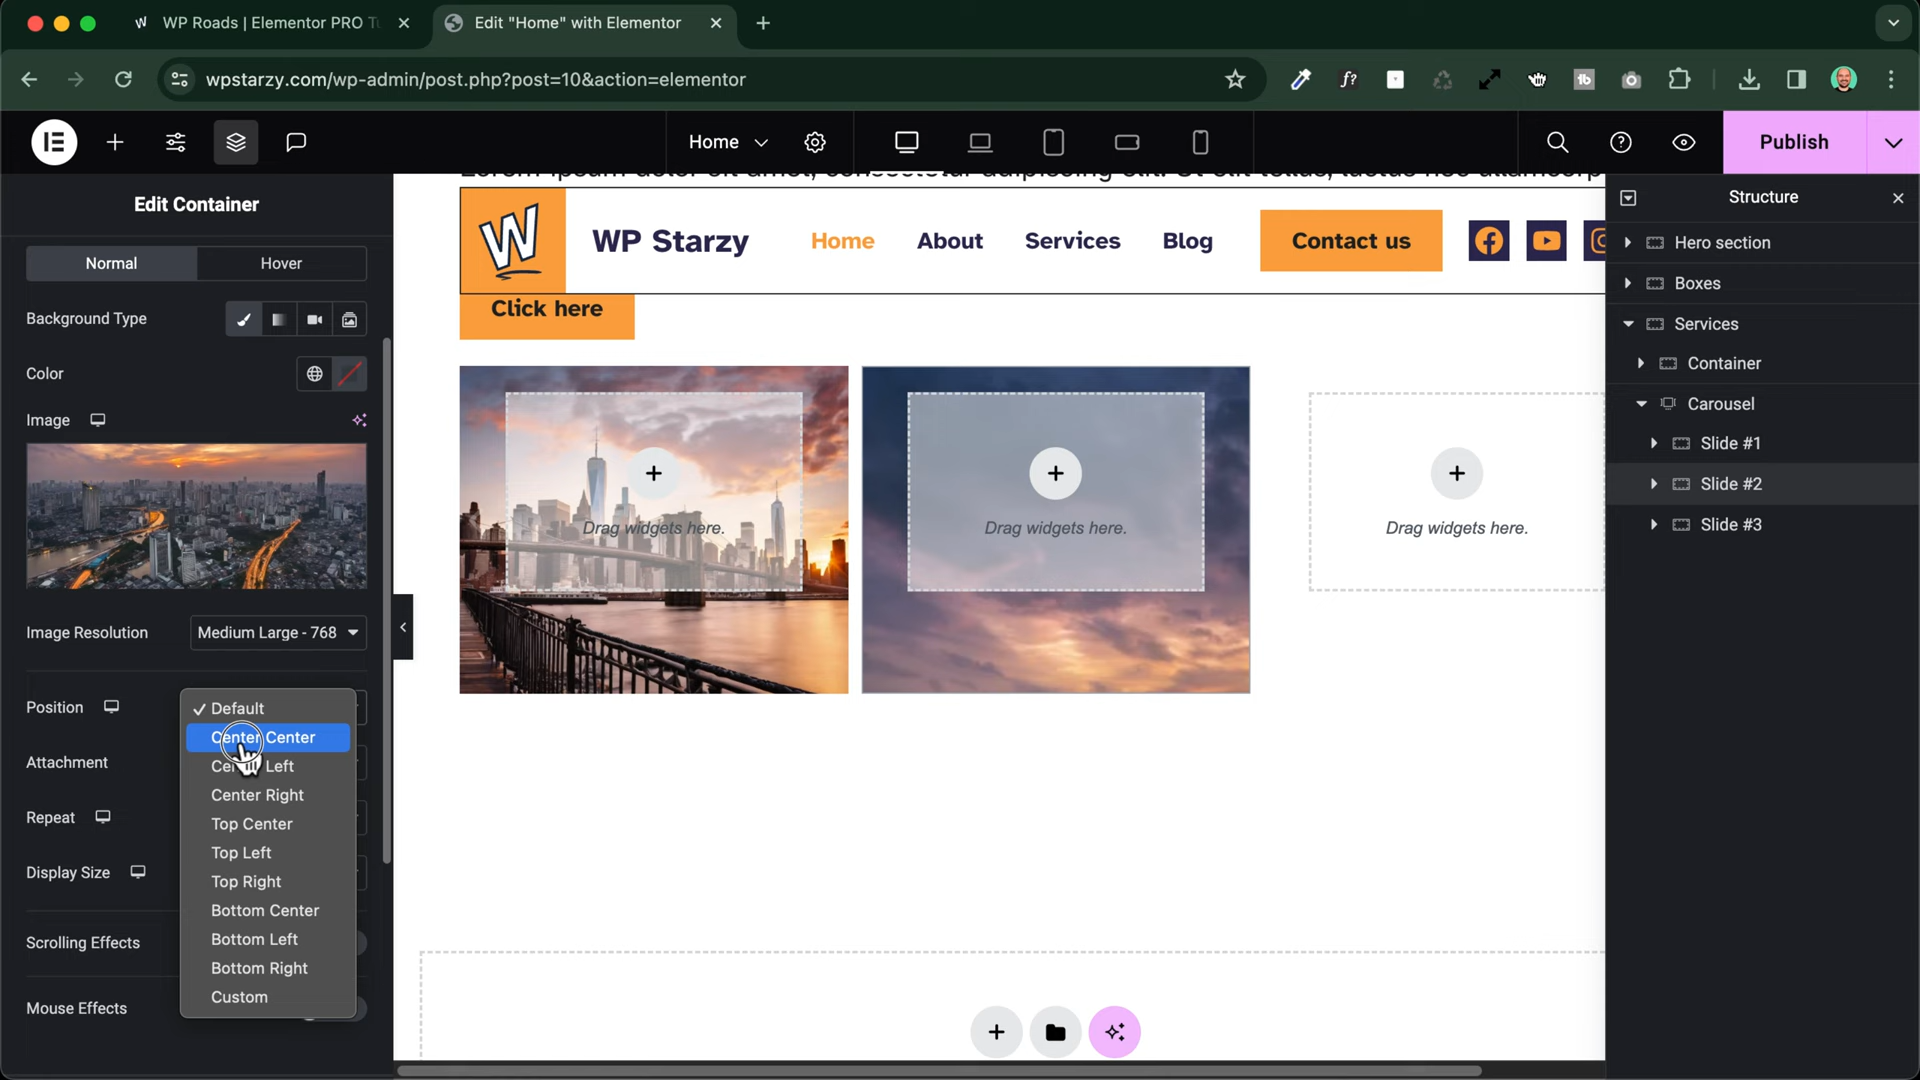 WP Roads | Elementor PRO Tu
Edit "Home" with Elementor
wpstarzy.com/wp-admin/post.php?post=10&action=elementor
Home
Publish
Edit Container
Normal
Hover
Background Type
Color
Image
Image Resolution
Medium Large - 768
Position
Attachment
Repeat
Display Size
Scrolling Effects
Mouse Effects
✓ Default
Center Center
Center Left
Center Right
Top Center
Top Left
Top Right
Bottom Center
Bottom Left
Bottom Right
Custom
W
WP Starzy
Home
About
Services
Blog
Contact us
Click here
Drag widgets here.
Drag widgets here.
Drag widgets here.
Structure
Hero section
Boxes
Services
Container
Carousel
Slide #1
Slide #2
Slide #3